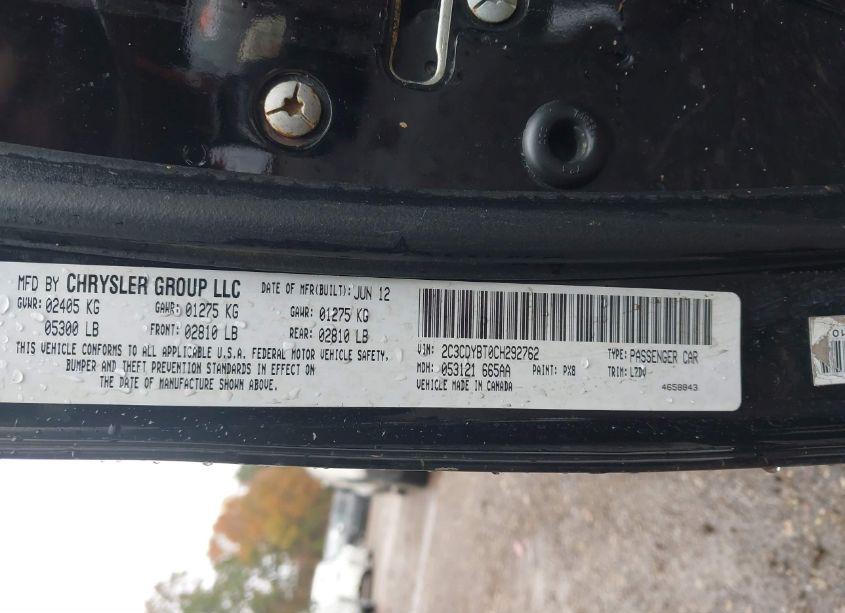 MFD BY CHRYSLER GROUP LLC DATE OF MFR(BUILT): JUN 12
GVWR: 02405 KG GAWR: 01275 KG GAWR: 01275 KG
05300 LB FRONT: 02810 LB REAR: 02810 LB
THIS VEHICLE CONFORMS TO ALL APPLICABLE U.S.A. FEDERAL MOTOR VEHICLE SAFETY,
BUMPER AND THEFT PREVENTION STANDARDS IN EFFECT ON
THE DATE OF MANUFACTURE SHOWN ABOVE.
VIN: 2C3CDYBT0CH292762 TYPE: PASSENGER CAR
MDH: 053121 665AA PAINT: PX8 TRIM: LZDV
VEHICLE MADE IN CANADA 4658843
10